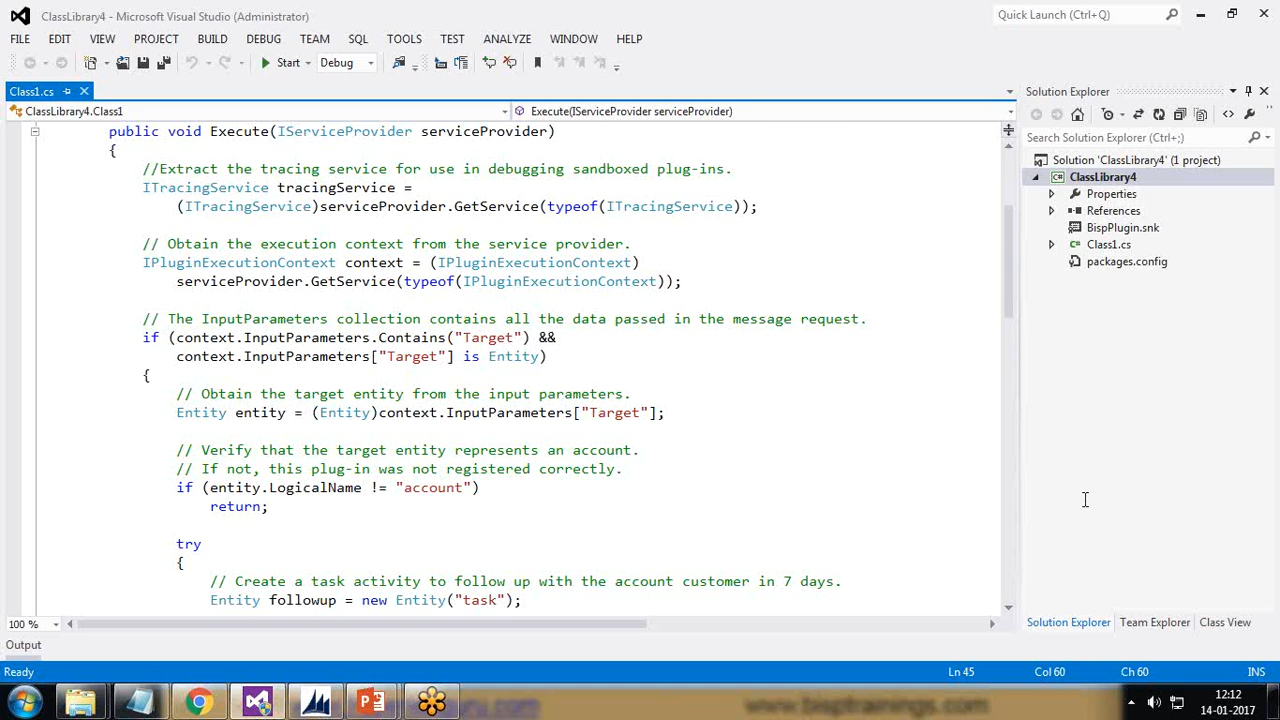 ClassLibrary4 - Microsoft Visual Studio (Administrator)
Quick Launch (Ctrl+Q)
FILE EDIT VIEW PROJECT BUILD DEBUG TEAM SQL TOOLS TEST ANALYZE WINDOW HELP
Start Debug
Class1.cs
Solution Explorer
ClassLibrary4.Class1
Execute(IServiceProvider serviceProvider)
public void Execute(IServiceProvider serviceProvider)
{
//Extract the tracing service for use in debugging sandboxed plug-ins.
ITracingService tracingService =
(ITracingService)serviceProvider.GetService(typeof(ITracingService));
// Obtain the execution context from the service provider.
IPluginExecutionContext context = (IPluginExecutionContext)
serviceProvider.GetService(typeof(IPluginExecutionContext));
// The InputParameters collection contains all the data passed in the message request.
if (context.InputParameters.Contains("Target") &&
context.InputParameters["Target"] is Entity)
{
// Obtain the target entity from the input parameters.
Entity entity = (Entity)context.InputParameters["Target"];
// Verify that the target entity represents an account.
// If not, this plug-in was not registered correctly.
if (entity.LogicalName != "account")
return;
try
{
// Create a task activity to follow up with the account customer in 7 days.
Entity followup = new Entity("task");
Search Solution Explorer (Ctrl+;)
Solution 'ClassLibrary4' (1 project)
C# ClassLibrary4
Properties
References
BispPlugin.snk
C# Class1.cs
packages.config
100 %
Solution Explorer Team Explorer Class View
Output
Ready
Ln 45
Col 60
Ch 60
INS
www.bisptrainings.com
12:12
14-01-2017